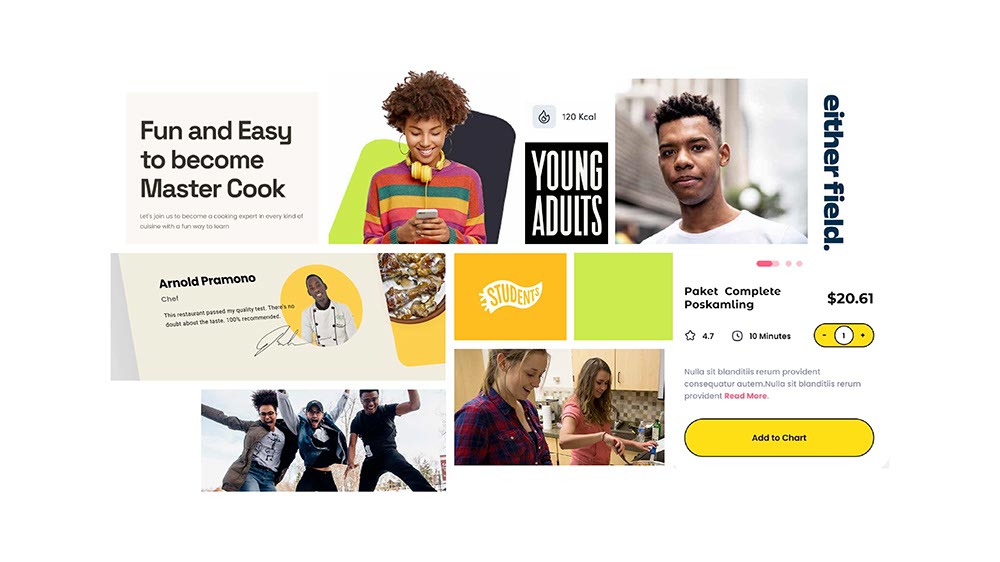 Fun and Easy
to become
Master Cook
Let's join us to become a cooking expert in every kind of
cuisine with a fun way to learn
120 Kcal
YOUNG
ADULTS
either field.
Arnold Pramono
Chef
This restaurant passed my quality test. There's no
doubt about the taste. 100% recommended.
STUDENTS
Paket Complete
Poskamling
$20.61
4.7
10 Minutes
- 1 +
Nulla sit blanditiis rerum provident
consequatur autem.Nulla sit blanditiis rerum
provident Read More.
Add to Chart